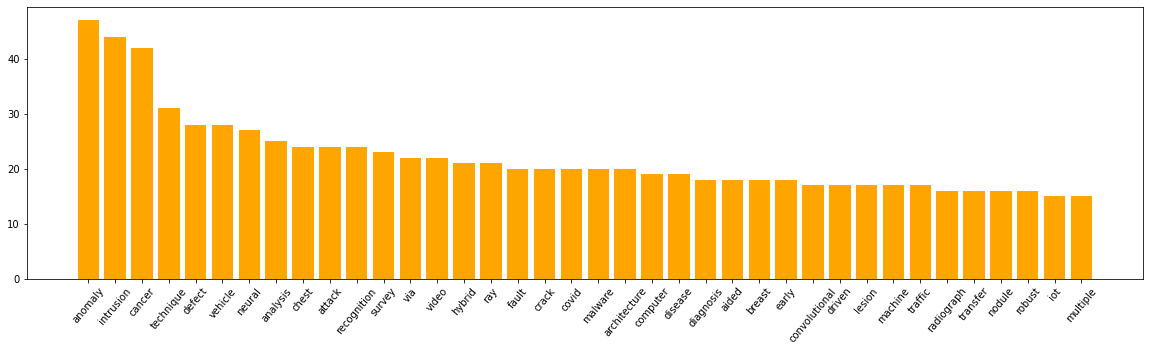 40
30
20
10
0
anomaly
intrusion
cancer
technique
defect
vehicle
neural
analysis
chest
attack
recognition
survey
via
video
hybrid
ray
fault
crack
covid
malware
architecture
computer
disease
diagnosis
aided
breast
early
convolutional
driven
lesion
machine
traffic
radiograph
transfer
nodule
robust
iot
multiple